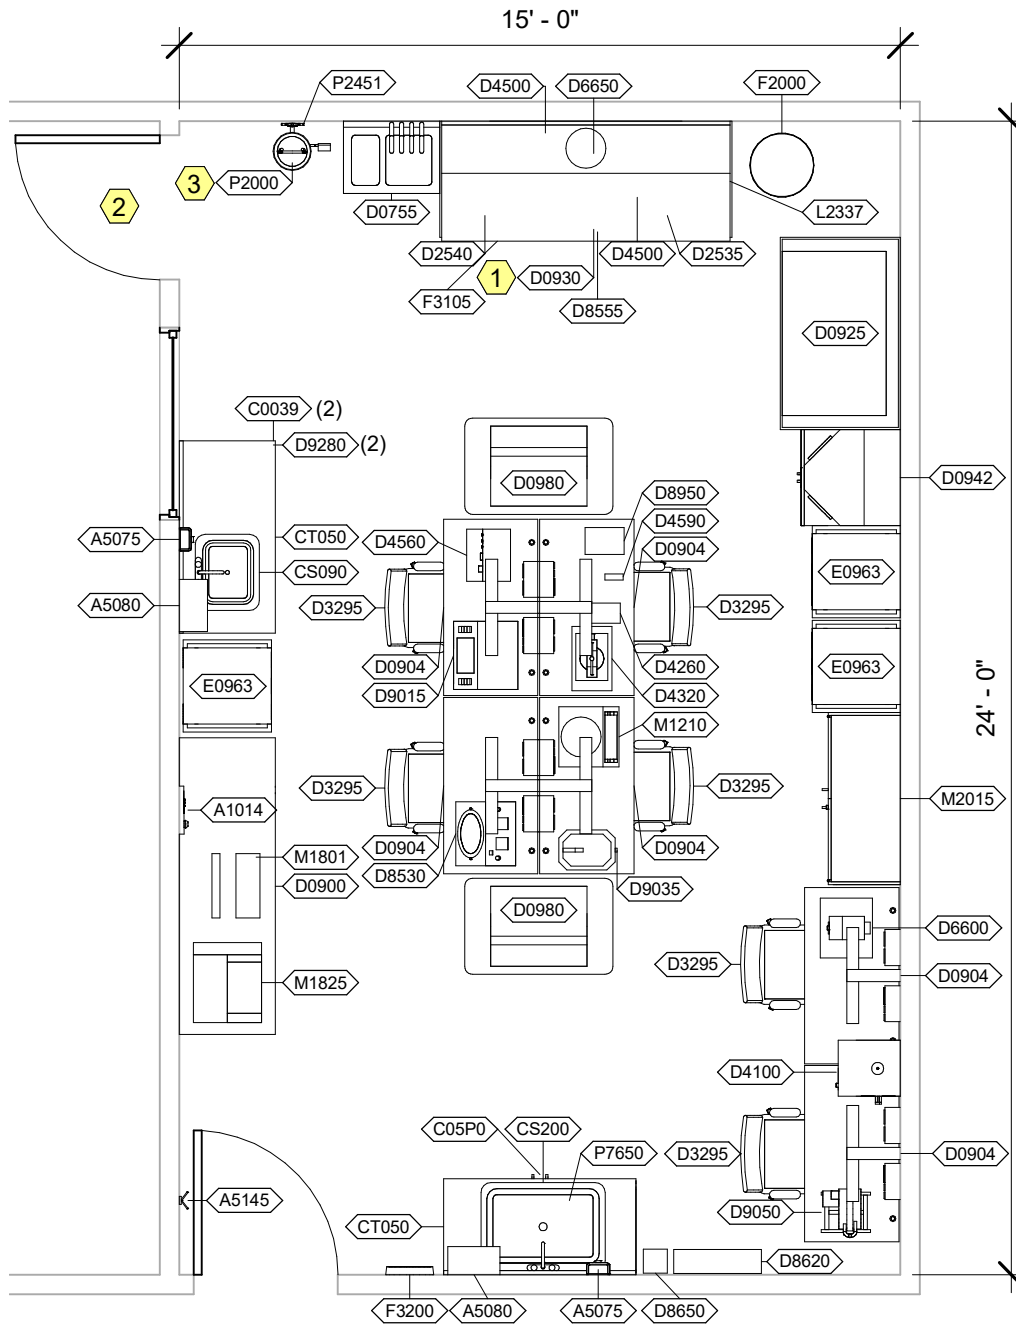 15' - 0"
P2451
D4500
D6650
F2000
2
3
P2000
D0755
L2337
D2540
D4500
D2535
1
D0930
F3105
D8555
D0925
C0039 (2)
D9280 (2)
D0980
D0942
D8950
D4590
A5075
CT050
D4560
D0904
CS090
E0963
A5080
D3295
D3295
D0904
D4260
E0963
E0963
D9015
D4320
24' - 0"
M1210
D3295
D3295
M2015
A1014
D0904
D0904
M1801
D8530
D0900
D9035
D0980
D6600
D3295
D0904
M1825
D4100
C05P0
CS200
P7650
D3295
D0904
A5145
D9050
CT050
D8620
F3200
A5080
A5075
D8650